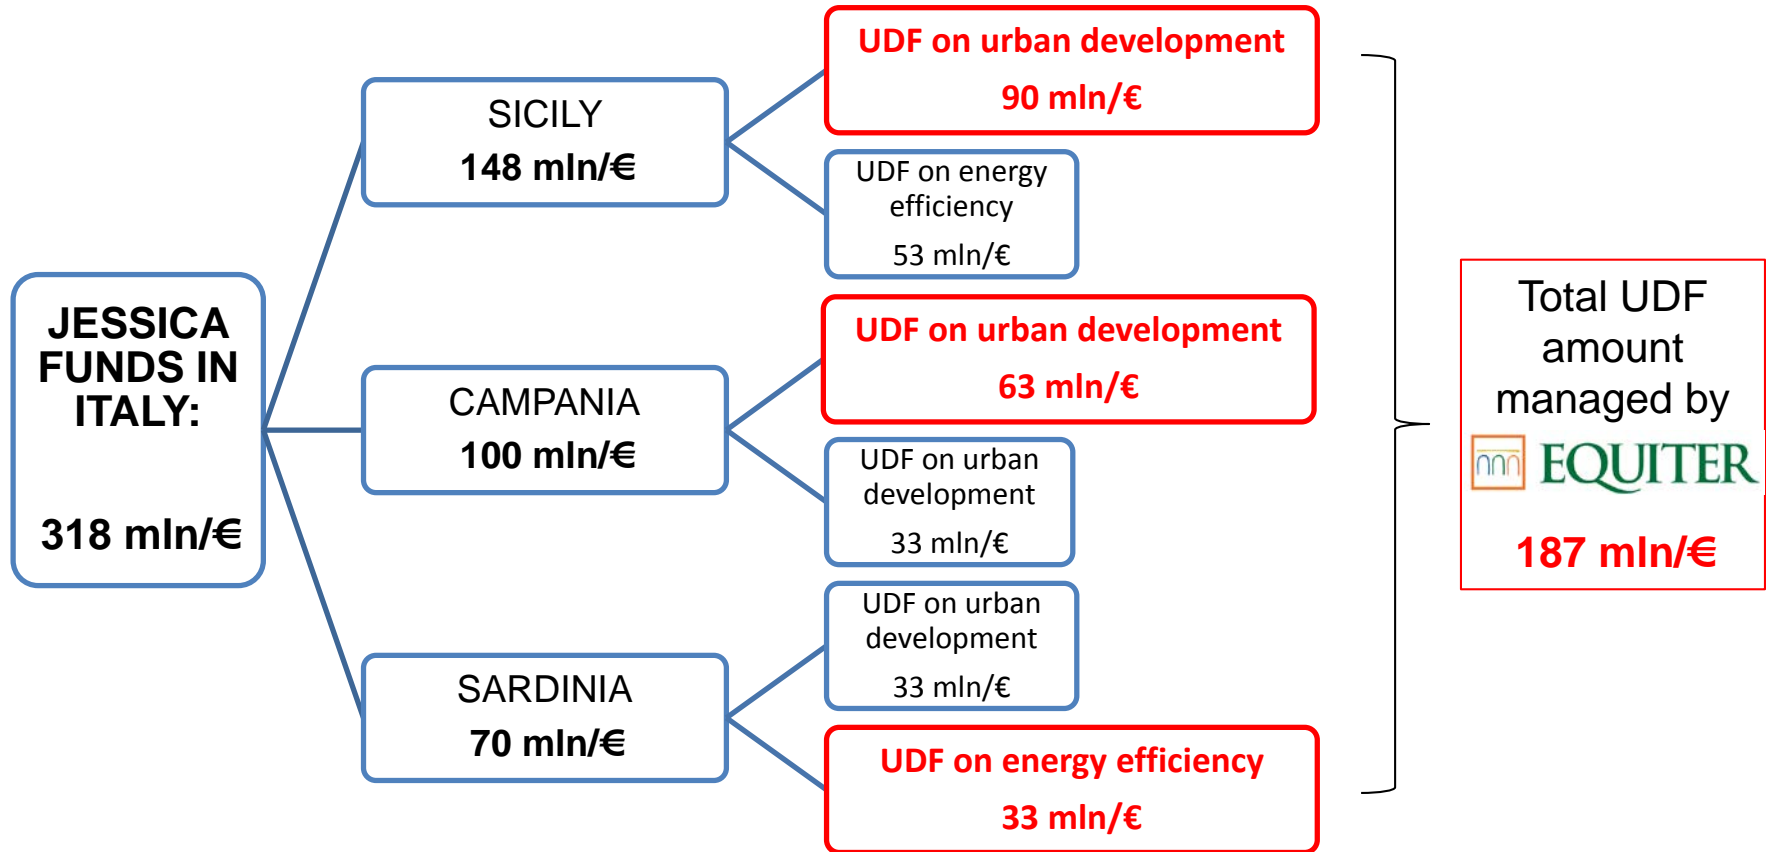 JESSICA
FUNDS IN
ITALY:
318 mln/€
SICILY
148 mln/€
UDF on urban development
90 mln/€
UDF on energy
efficiency
53 mln/€
CAMPANIA
100 mln/€
UDF on urban development
63 mln/€
UDF on urban
development
33 mln/€
SARDINIA
70 mln/€
UDF on urban
development
33 mln/€
UDF on energy efficiency
33 mln/€
Total UDF
amount
managed by
EQUITER
187 mln/€